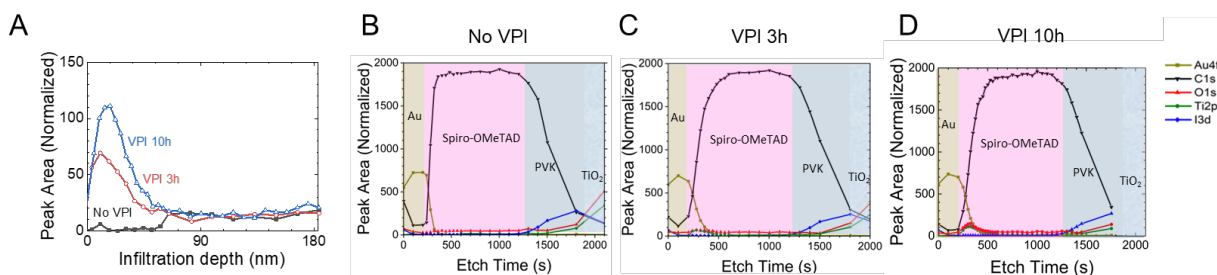 A
Peak Area (Normalized)
150
100
50
0
VPI 10h
VPI 3h
No VPI
0
90
180
Infiltration depth (nm)
B
No VPI
Peak Area (Normalized)
2000
1500
1000
500
0
Au
Spiro-OMeTAD
PVK
TiO₂
0
500
1000
1500
2000
Etch Time (s)
C
VPI 3h
Peak Area (Normalized)
2000
1500
1000
500
0
Au
Spiro-OMeTAD
PVK
TiO₂
0
500
1000
1500
2000
Etch Time (s)
D
VPI 10h
Peak Area (Normalized)
2000
1500
1000
500
0
Au
Spiro-OMeTAD
PVK
TiO₂
0
500
1000
1500
2000
Etch Time (s)
Au4f
C1s
O1s
Ti2p
I3d